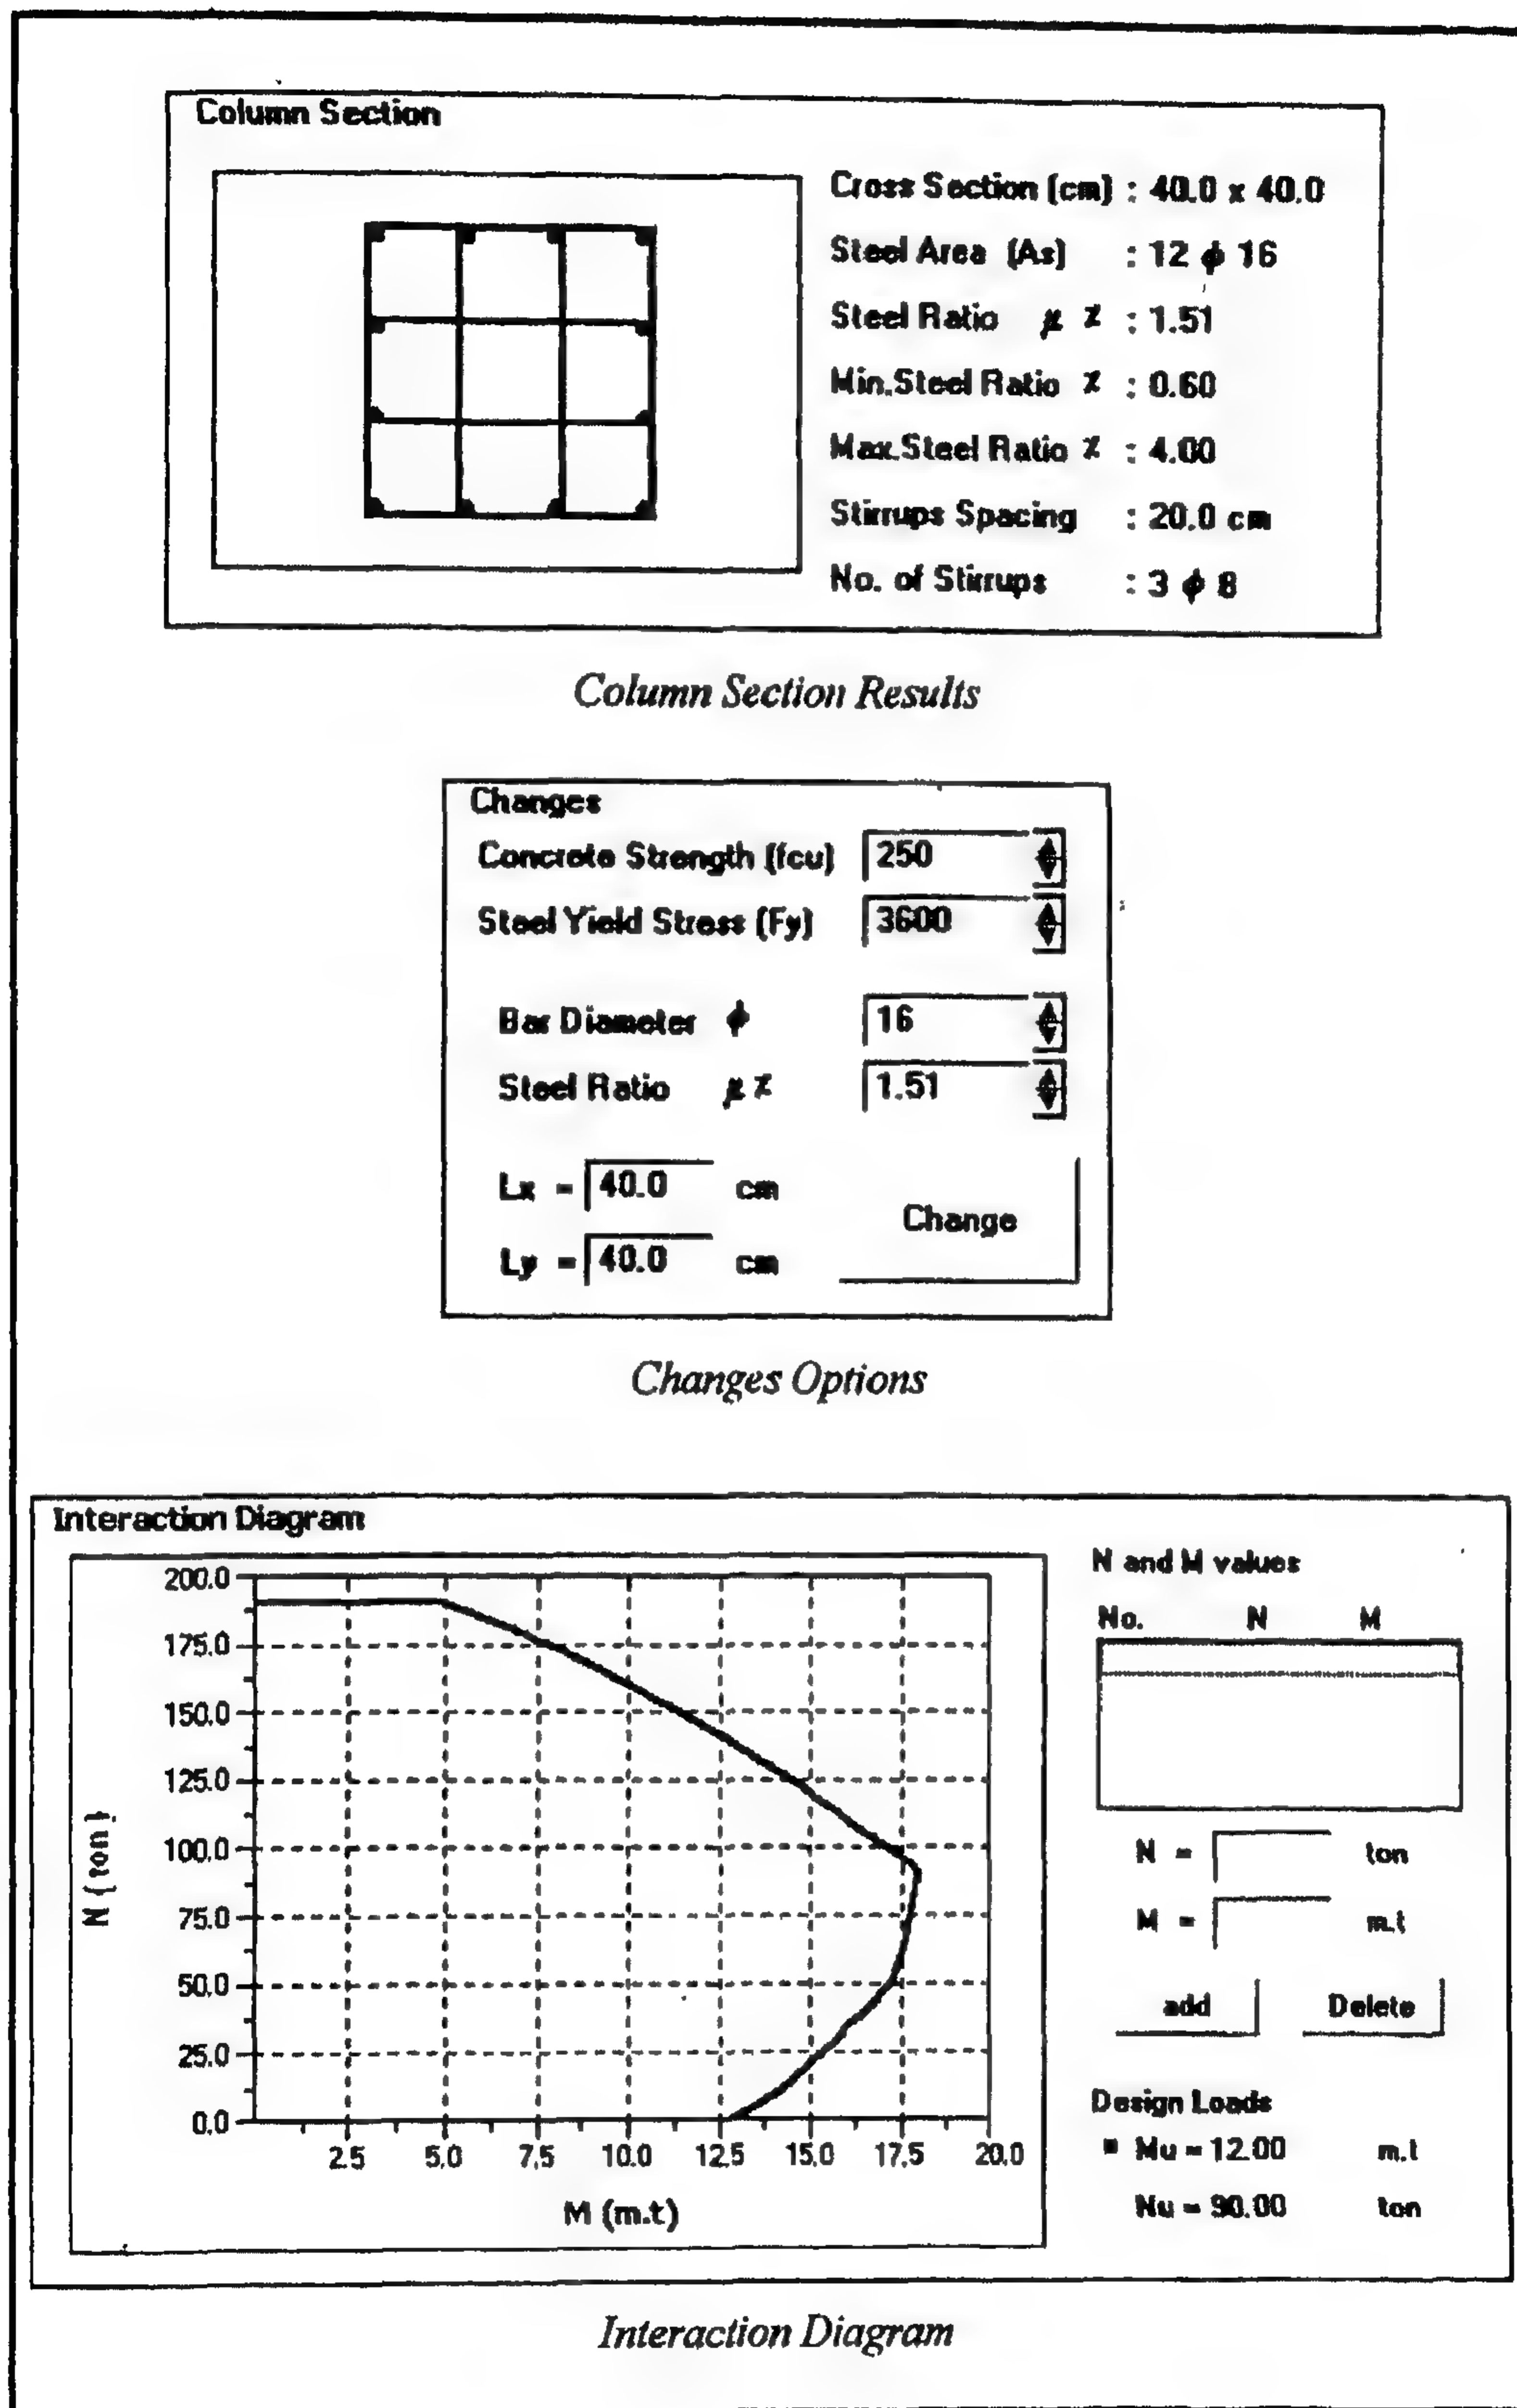 Column Section
Cross Section (cm) : 40.0 x 40.0
Steel Area (As) : 12 ϕ 16
Steel Ratio μ % : 1.51
Min.Steel Ratio % : 0.60
Max.Steel Ratio % : 4.00
Stirrups Spacing : 20.0 cm
No. of Stirrups : 3 ϕ 8
Column Section Results
Changes
Concrete Strength (fcu) 250
Steel Yield Stress (Fy) 3600
Bar Diameter ϕ 16
Steel Ratio μ % 1.51
Lx = 40.0 cm
Ly = 40.0 cm
Change
Changes Options
Interaction Diagram
200.0
175.0
150.0
125.0
100.0
75.0
50.0
25.0
0.0
N (ton)
2.5 5.0 7.5 10.0 12.5 15.0 17.5 20.0
M (m.t)
N and M values
No. N M
N = ton
M = m.t
add Delete
Design Loads
Mu = 12.00 m.t
Nu = 90.00 ton
Interaction Diagram